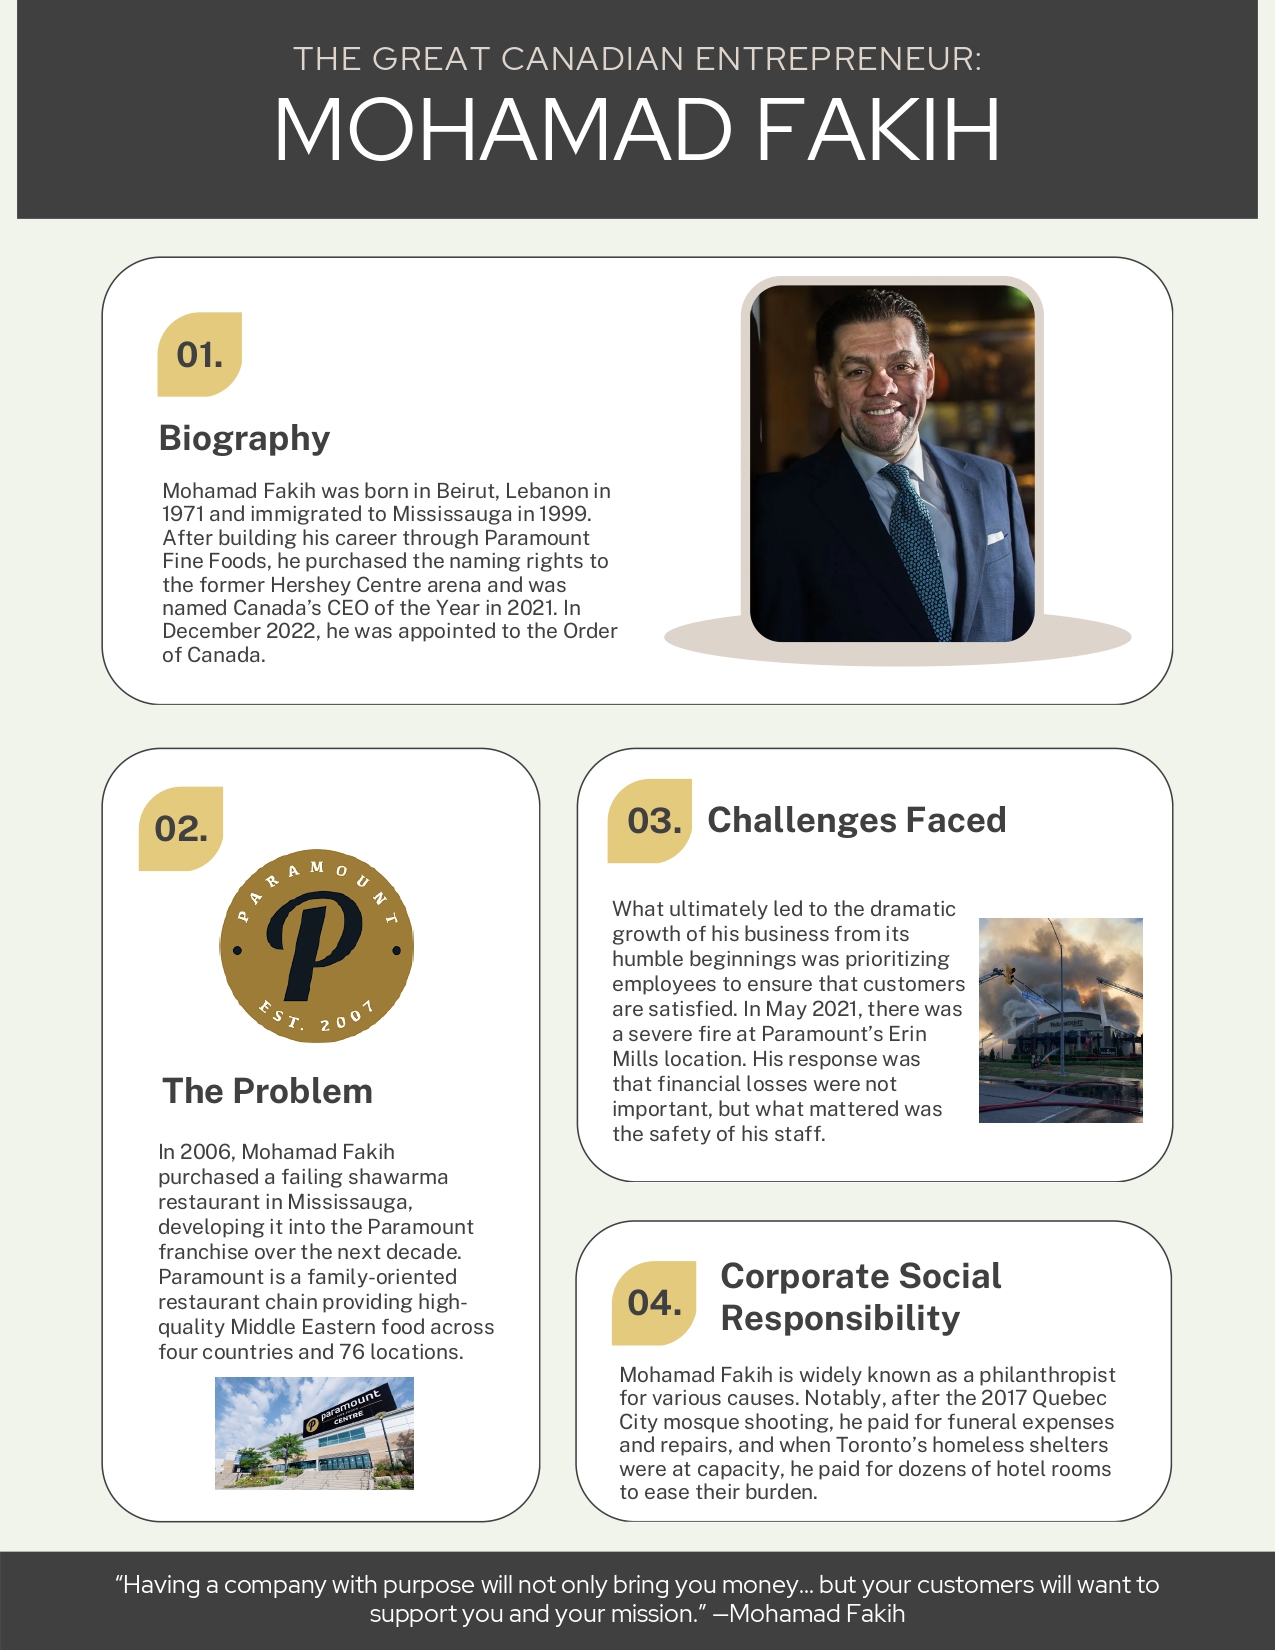 THE GREAT CANADIAN ENTREPRENEUR:
MOHAMAD FAKIH
01.
Biography
Mohamad Fakih was born in Beirut, Lebanon in
1971 and immigrated to Mississauga in 1999.
After building his career through Paramount
Fine Foods, he purchased the naming rights to
the former Hershey Centre arena and was
named Canada’s CEO of the Year in 2021. In
December 2022, he was appointed to the Order
of Canada.
02.
PARAMOUNT
P
EST. 2007
The Problem
In 2006, Mohamad Fakih
purchased a failing shawarma
restaurant in Mississauga,
developing it into the Paramount
franchise over the next decade.
Paramount is a family-oriented
restaurant chain providing high-
quality Middle Eastern food across
four countries and 76 locations.
paramount
CENTRE
03.
Challenges Faced
What ultimately led to the dramatic
growth of his business from its
humble beginnings was prioritizing
employees to ensure that customers
are satisfied. In May 2021, there was
a severe fire at Paramount’s Erin
Mills location. His response was
that financial losses were not
important, but what mattered was
the safety of his staff.
04.
Corporate Social
Responsibility
Mohamad Fakih is widely known as a philanthropist
for various causes. Notably, after the 2017 Quebec
City mosque shooting, he paid for funeral expenses
and repairs, and when Toronto’s homeless shelters
were at capacity, he paid for dozens of hotel rooms
to ease their burden.
“Having a company with purpose will not only bring you money... but your customers will want to
support you and your mission.” —Mohamad Fakih